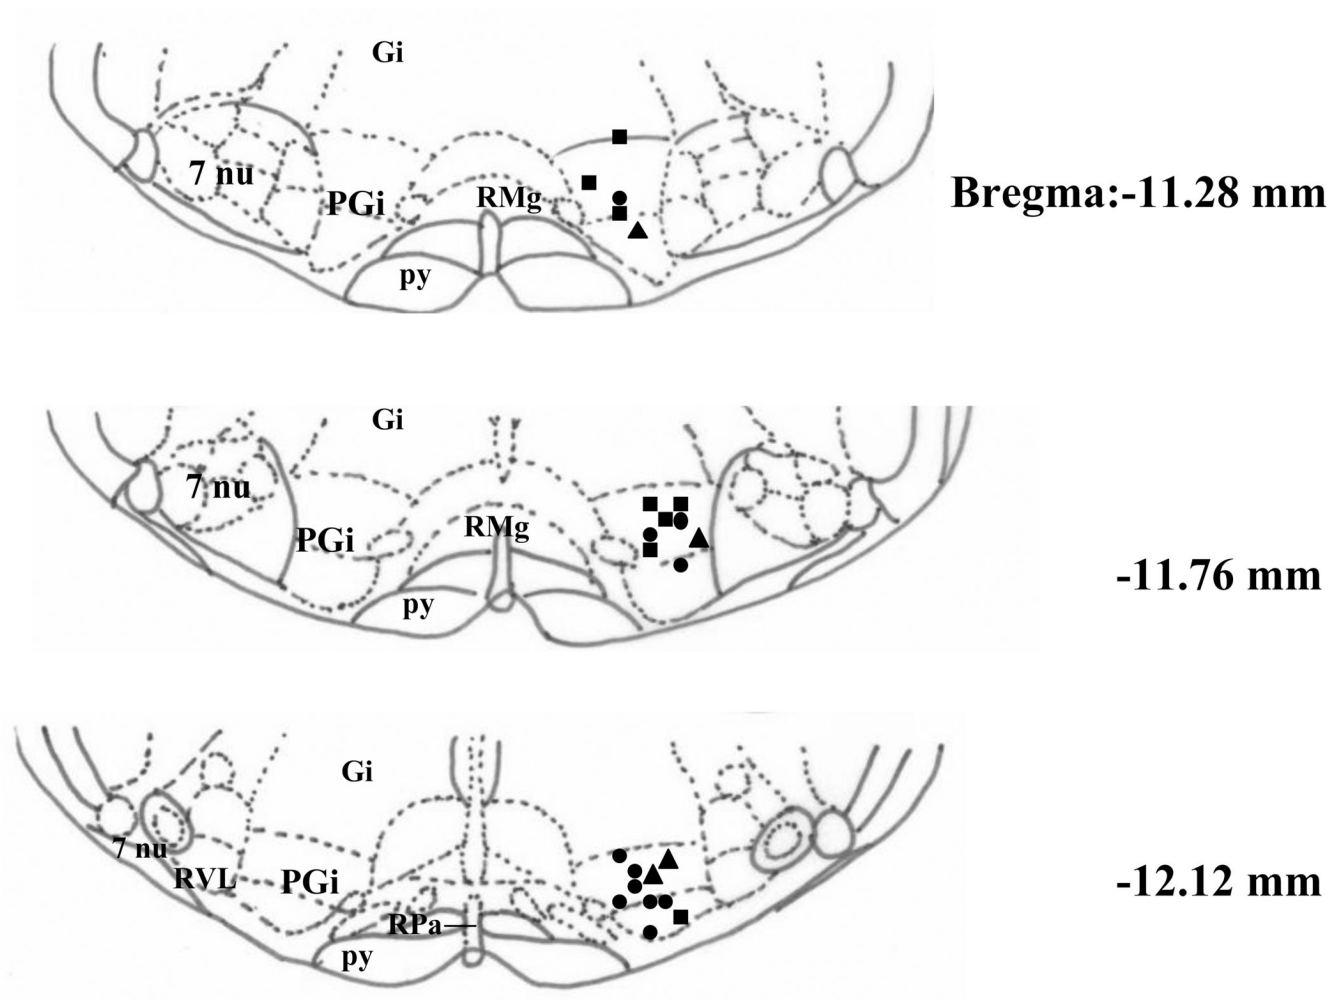 Gi
7 nu
PGi
RMg
py
Bregma:-11.28 mm
Gi
7 nu
PGi
RMg
py
-11.76 mm
Gi
7 nu
RVL
PGi
RPa
py
-12.12 mm